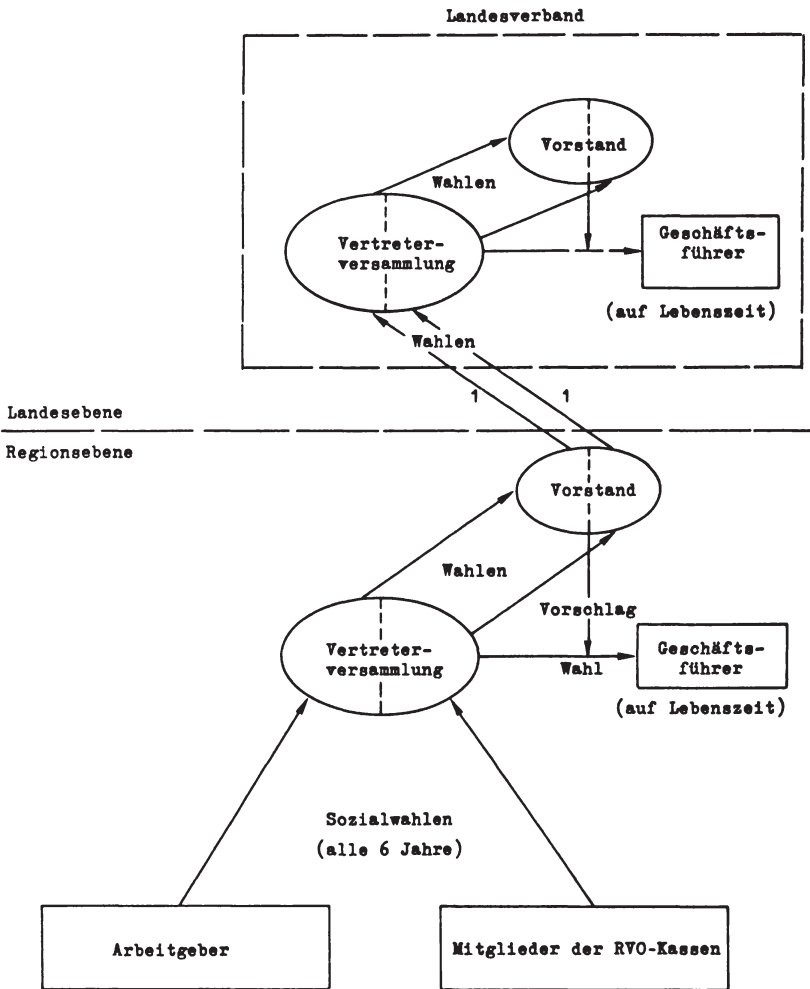 Landesverband
Vorstand
Wahlen
Vertreter-
versammlung
Geschäfts-
führer
(auf Lebenszeit)
Wahlen
1
1
Landesebene
Regionsebene
Vorstand
Wahlen
Vorschlag
Vertreter-
versammlung
Wahl
Geschäfts-
führer
(auf Lebenszeit)
Sozialwahlen
(alle 6 Jahre)
Arbeitgeber
Mitglieder der RVO-Kassen